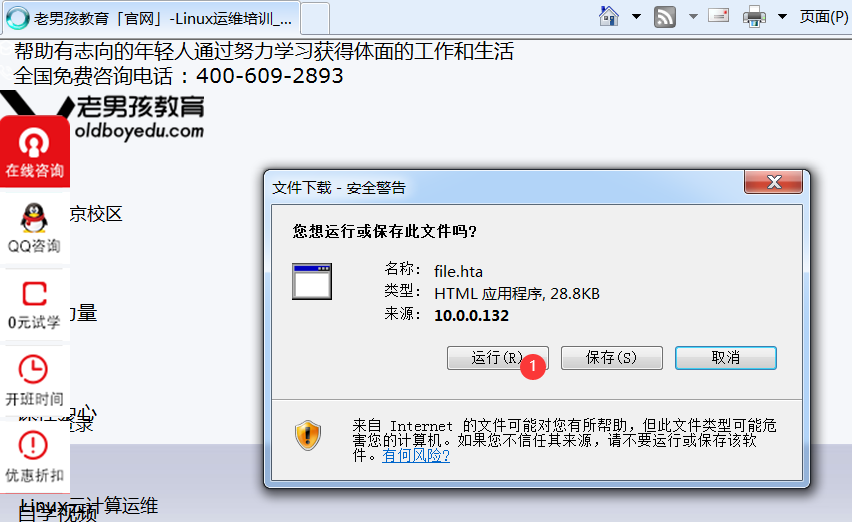 老男孩教育「官网」-Linux运维培训_...
页面(P)
帮助有志向的年轻人通过努力学习获得体面的工作和生活
全国免费咨询电话：400-609-2893
老男孩教育
oldboyedu.com
在线咨询
京校区
QQ咨询
0元试学
力量
开班时间
优惠折扣
Linux云计算运维
自学视频
文件下载 - 安全警告
您想运行或保存此文件吗?
名称: file.hta
类型: HTML 应用程序, 28.8KB
来源: 10.0.0.132
运行(R) 1 保存(S) 取消
来自 Internet 的文件可能对您有所帮助，但此文件类型可能危
害您的计算机。如果您不信任其来源，请不要运行或保存该软
件。有何风险?